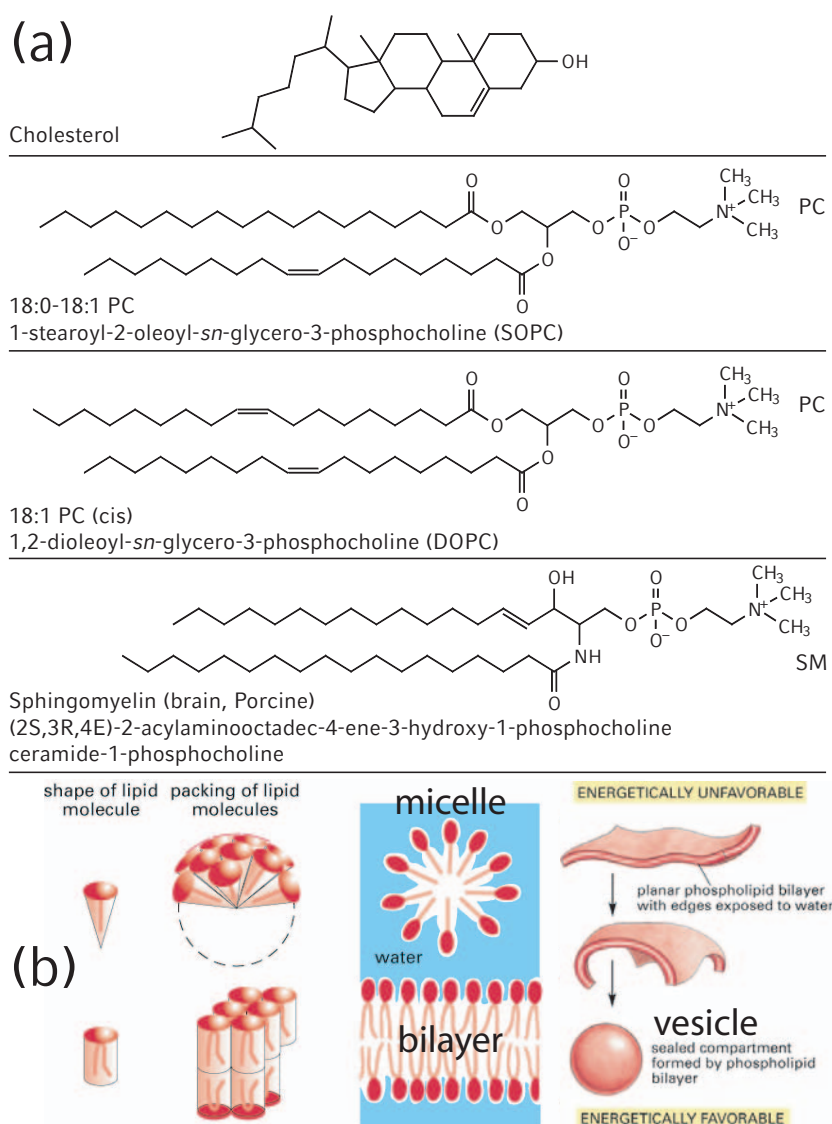 (a)
OH
Cholesterol
O
O
O
P
O
O
N+
CH3
CH3
CH3
PC
O−
O
O
18:0-18:1 PC
1-stearoyl-2-oleoyl-sn-glycero-3-phosphocholine (SOPC)
O
O
O
P
O
O
N+
CH3
CH3
CH3
PC
O−
O
O
18:1 PC (cis)
1,2-dioleoyl-sn-glycero-3-phosphocholine (DOPC)
OH
O
O
P
O
N+
CH3
CH3
CH3
O−
NH
SM
O
Sphingomyelin (brain, Porcine)
(2S,3R,4E)-2-acylaminooctadec-4-ene-3-hydroxy-1-phosphocholine
ceramide-1-phosphocholine
(b)
shape of lipid
molecule
packing of lipid
molecules
micelle
water
bilayer
ENERGETICALLY UNFAVORABLE
planar phospholipid bilayer
with edges exposed to water
vesicle
sealed compartment
formed by phospholipid
bilayer
ENERGETICALLY FAVORABLE